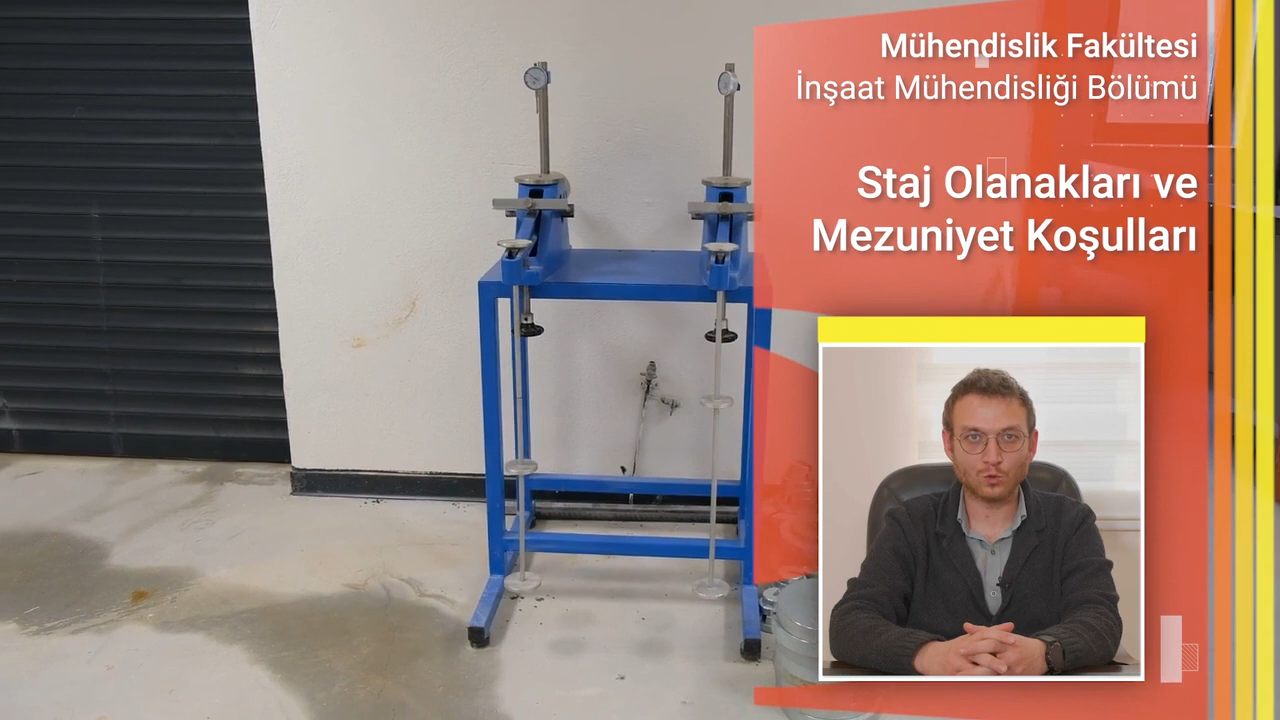 Mühendislik Fakültesi
İnşaat Mühendisliği Bölümü
Staj Olanakları ve
Mezuniyet Koşulları